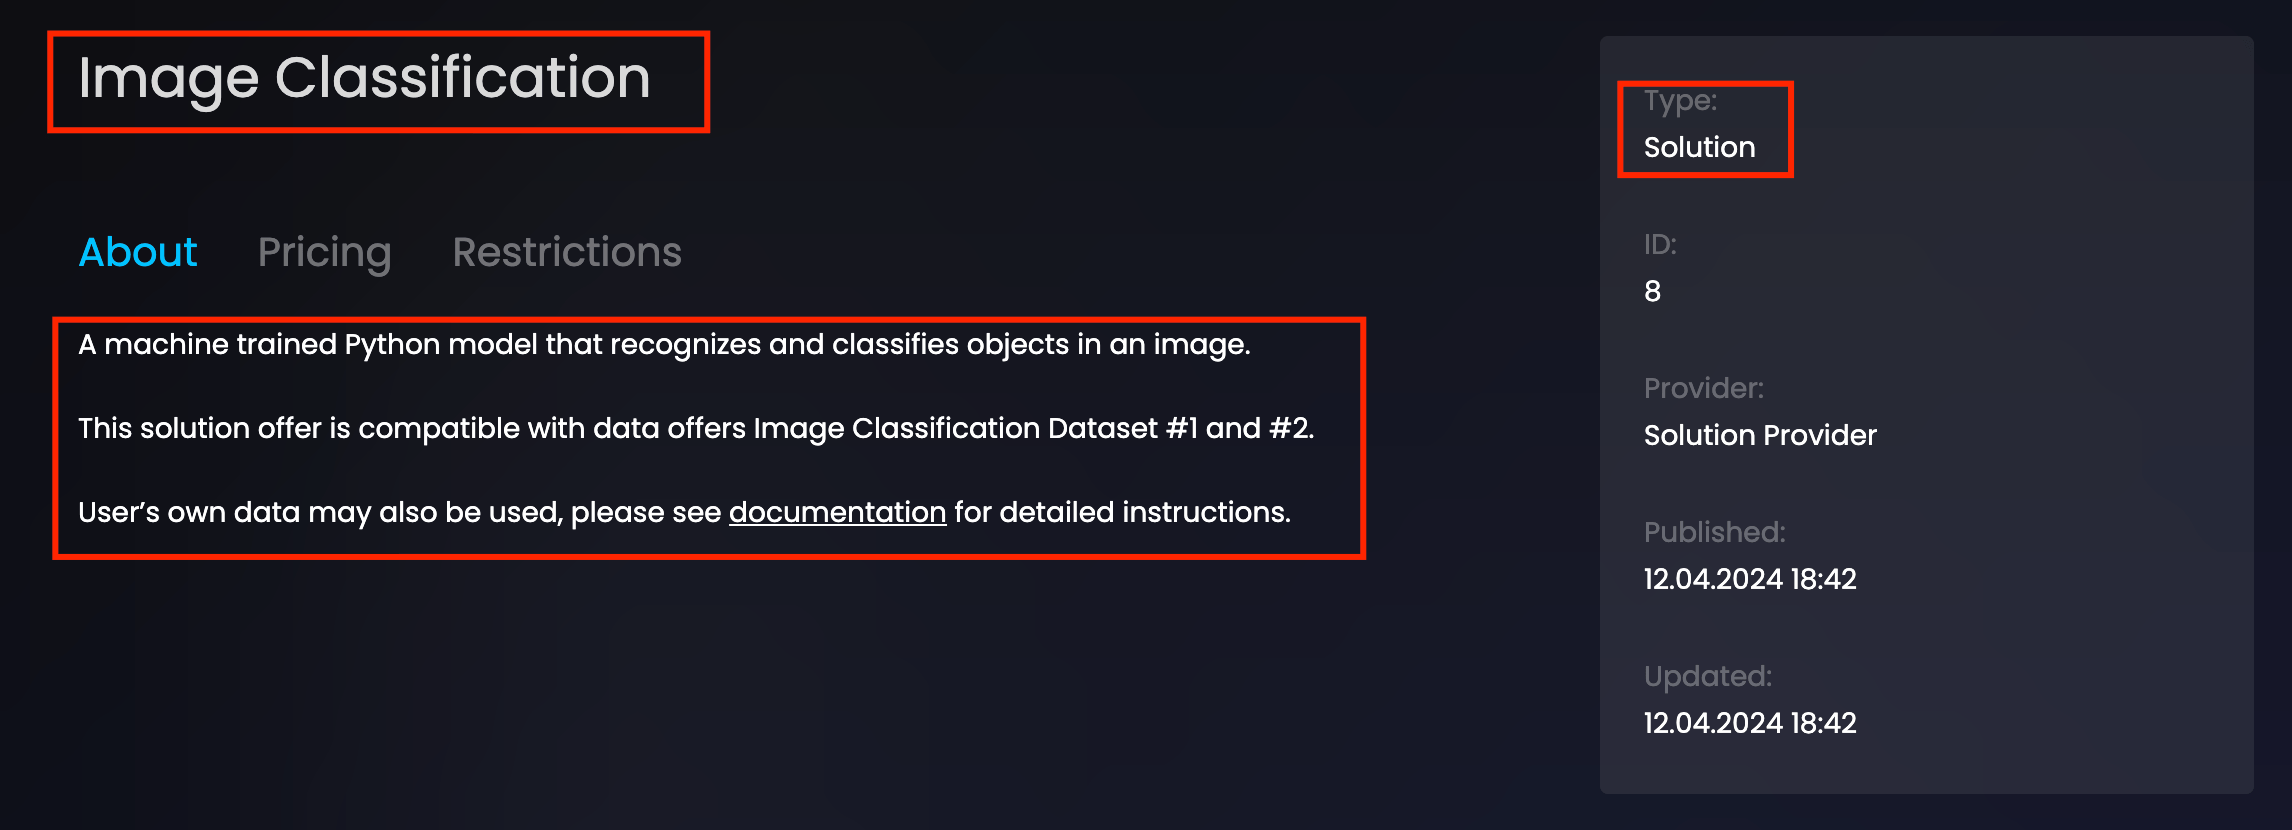 Image Classification
About Pricing Restrictions
A machine trained Python model that recognizes and classifies objects in an image.
This solution offer is compatible with data offers Image Classification Dataset #1 and #2.
User’s own data may also be used, please see documentation for detailed instructions.
Type:
Solution
ID:
8
Provider:
Solution Provider
Published:
12.04.2024 18:42
Updated:
12.04.2024 18:42